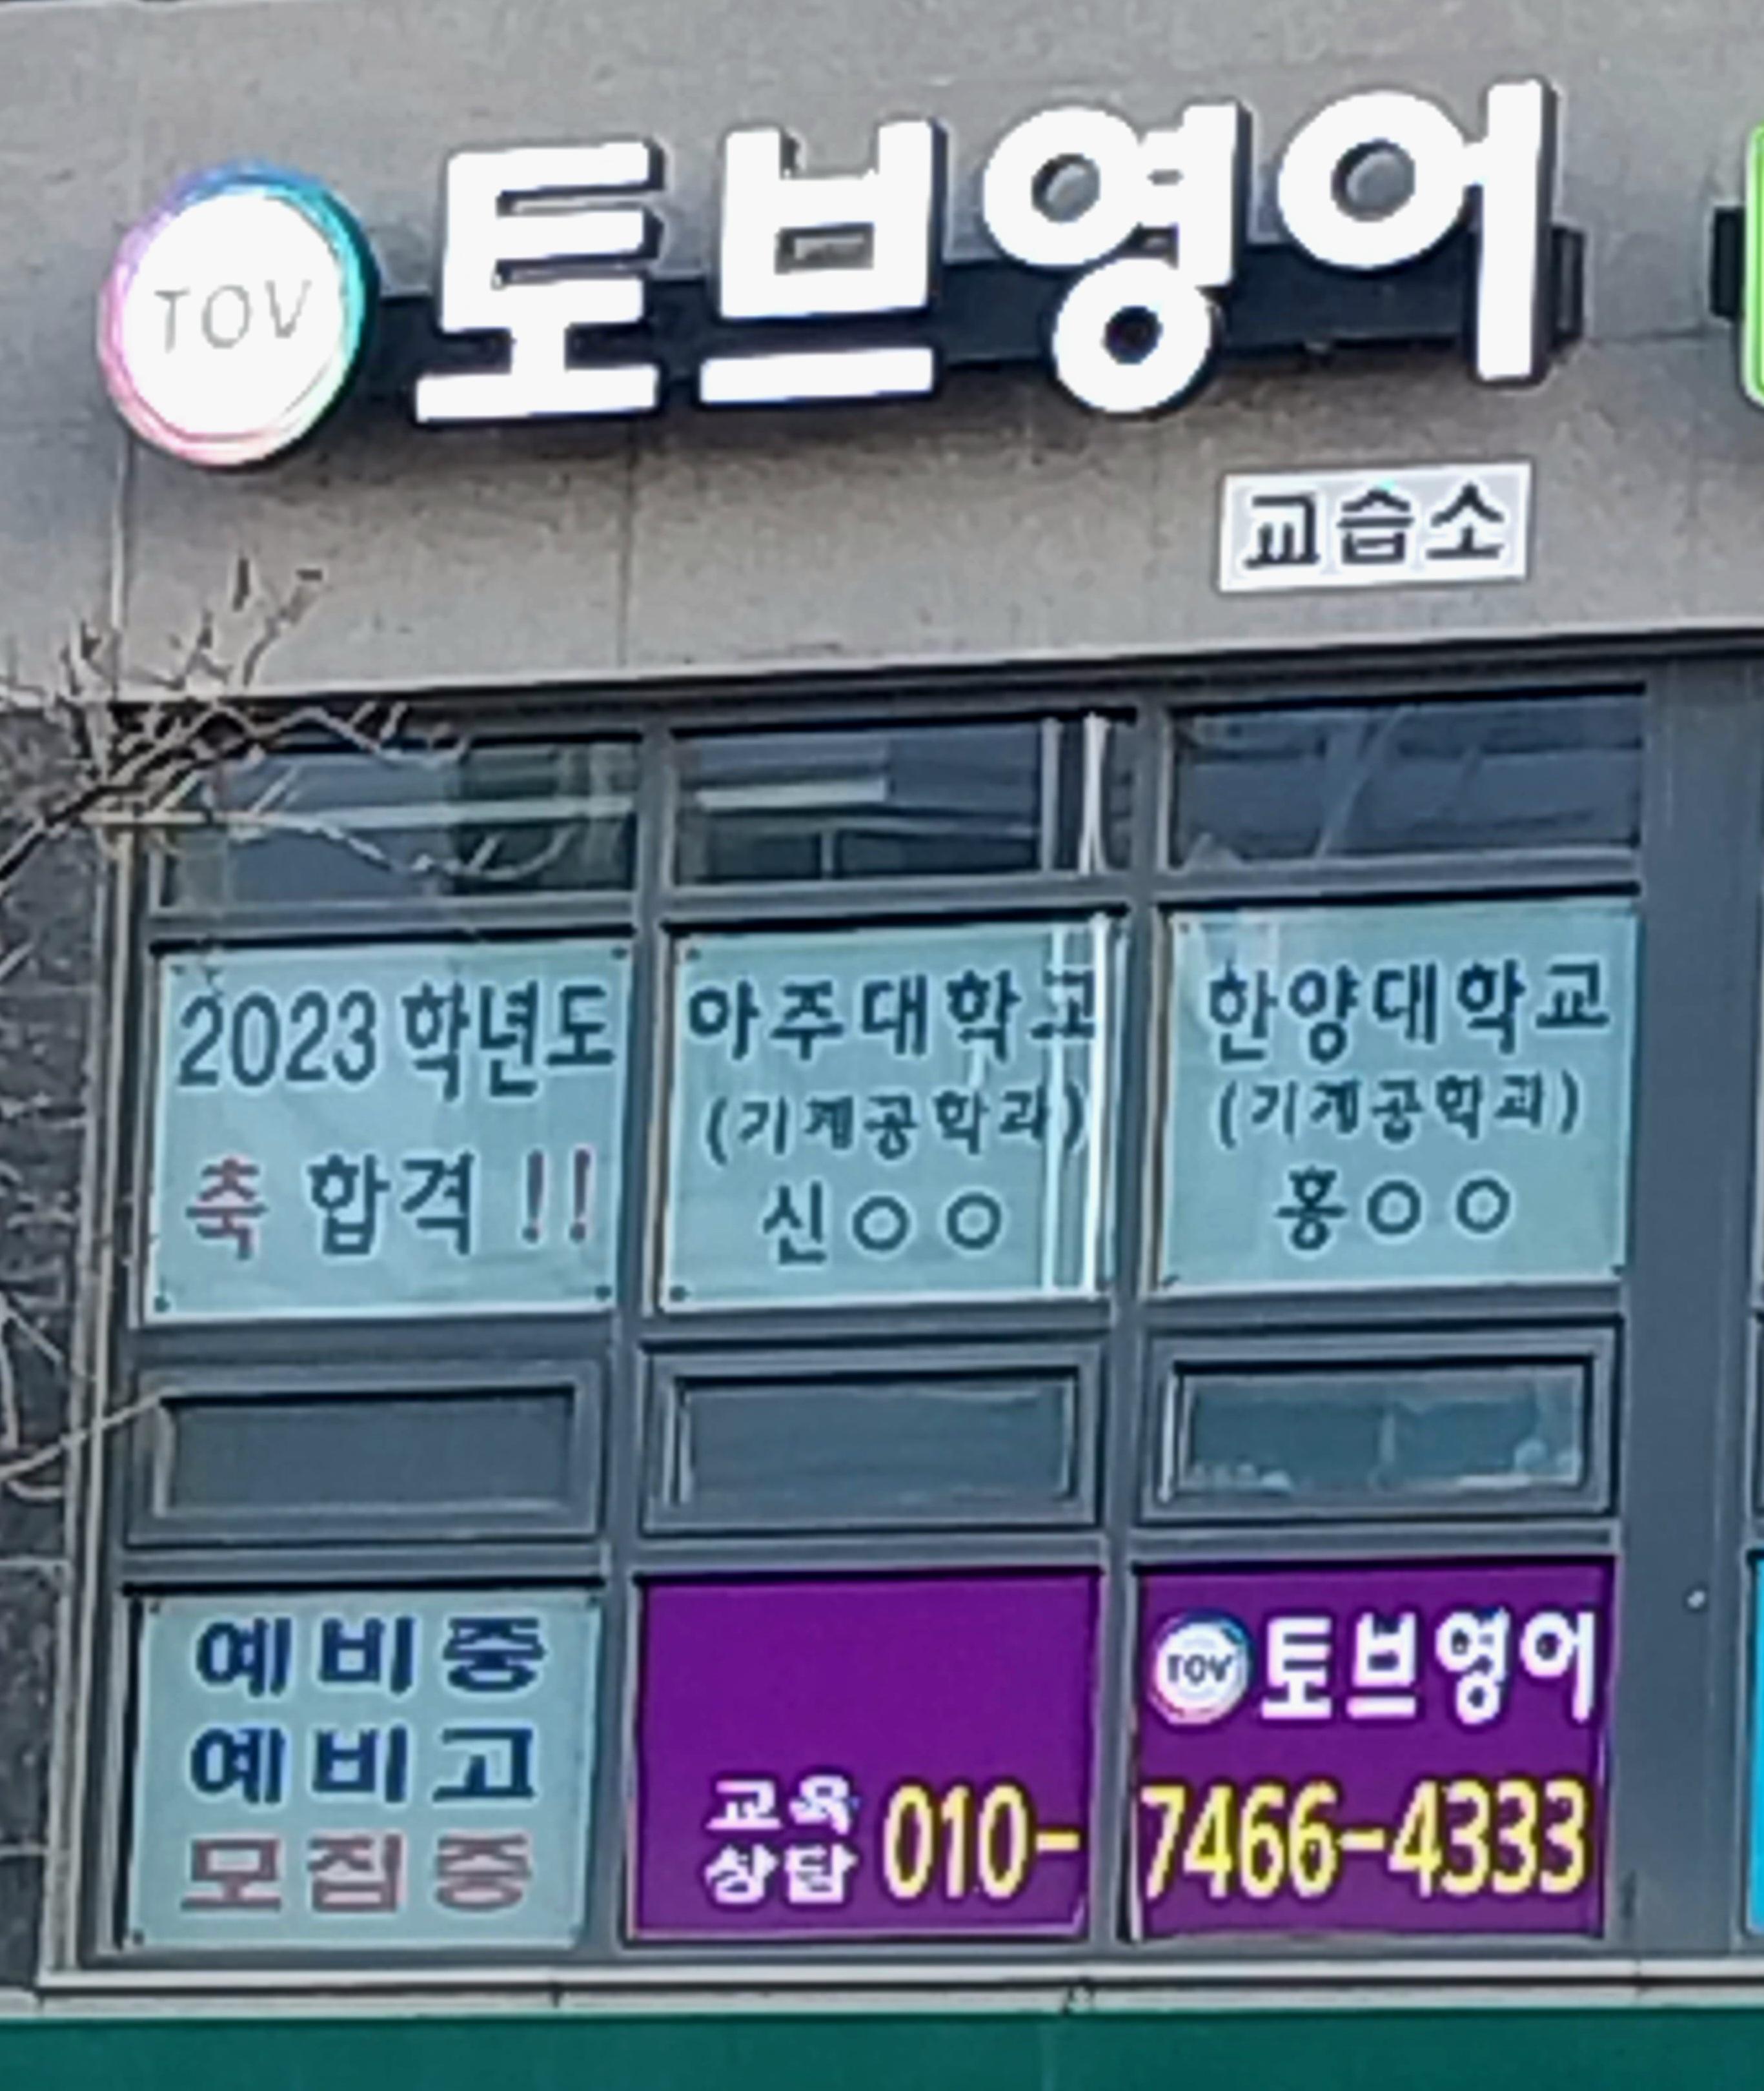 TOV 토브영어
교습소
2023 학년도
축 합격 !!
아주대학교
(기계공학과)
신○○
한양대학교
(기계공학과)
홍○○
예비중
예비고
모집중
교육
상담 010-7466-4333
TOV 토브영어